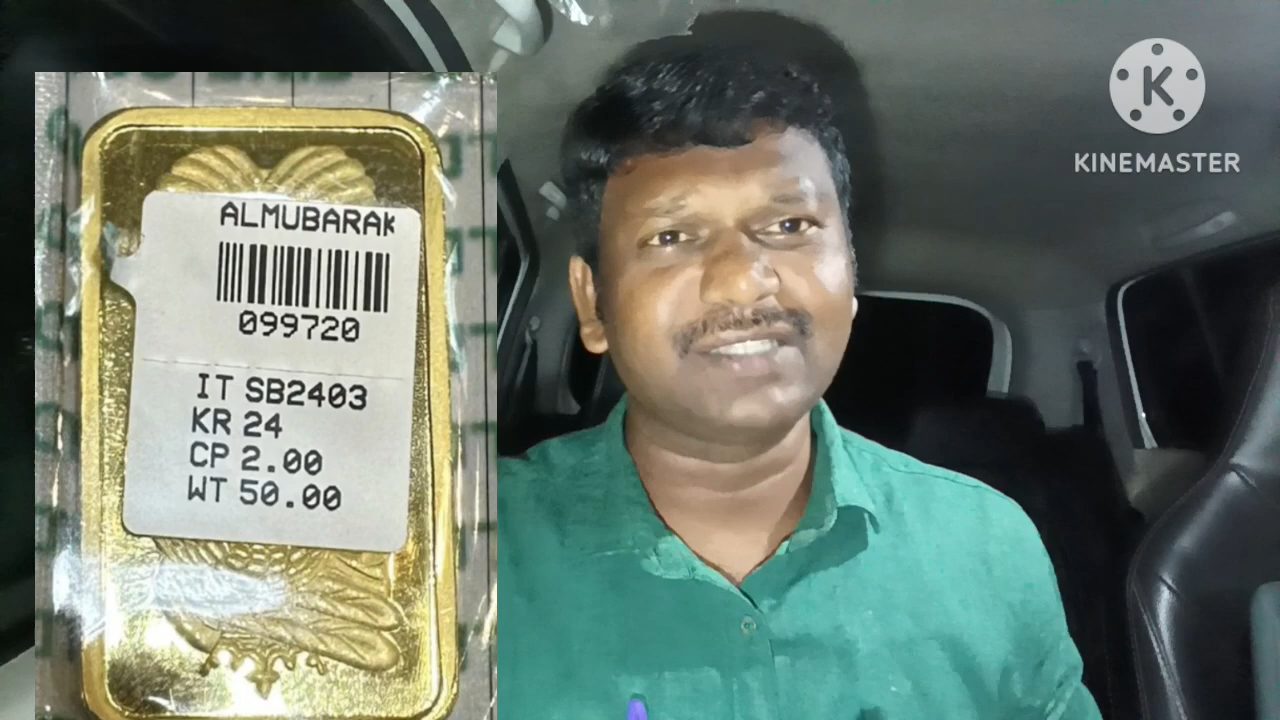 ALMUBARAK
099720
IT SB2403
KR 24
CP 2.00
WT 50.00
K
KINEMASTER